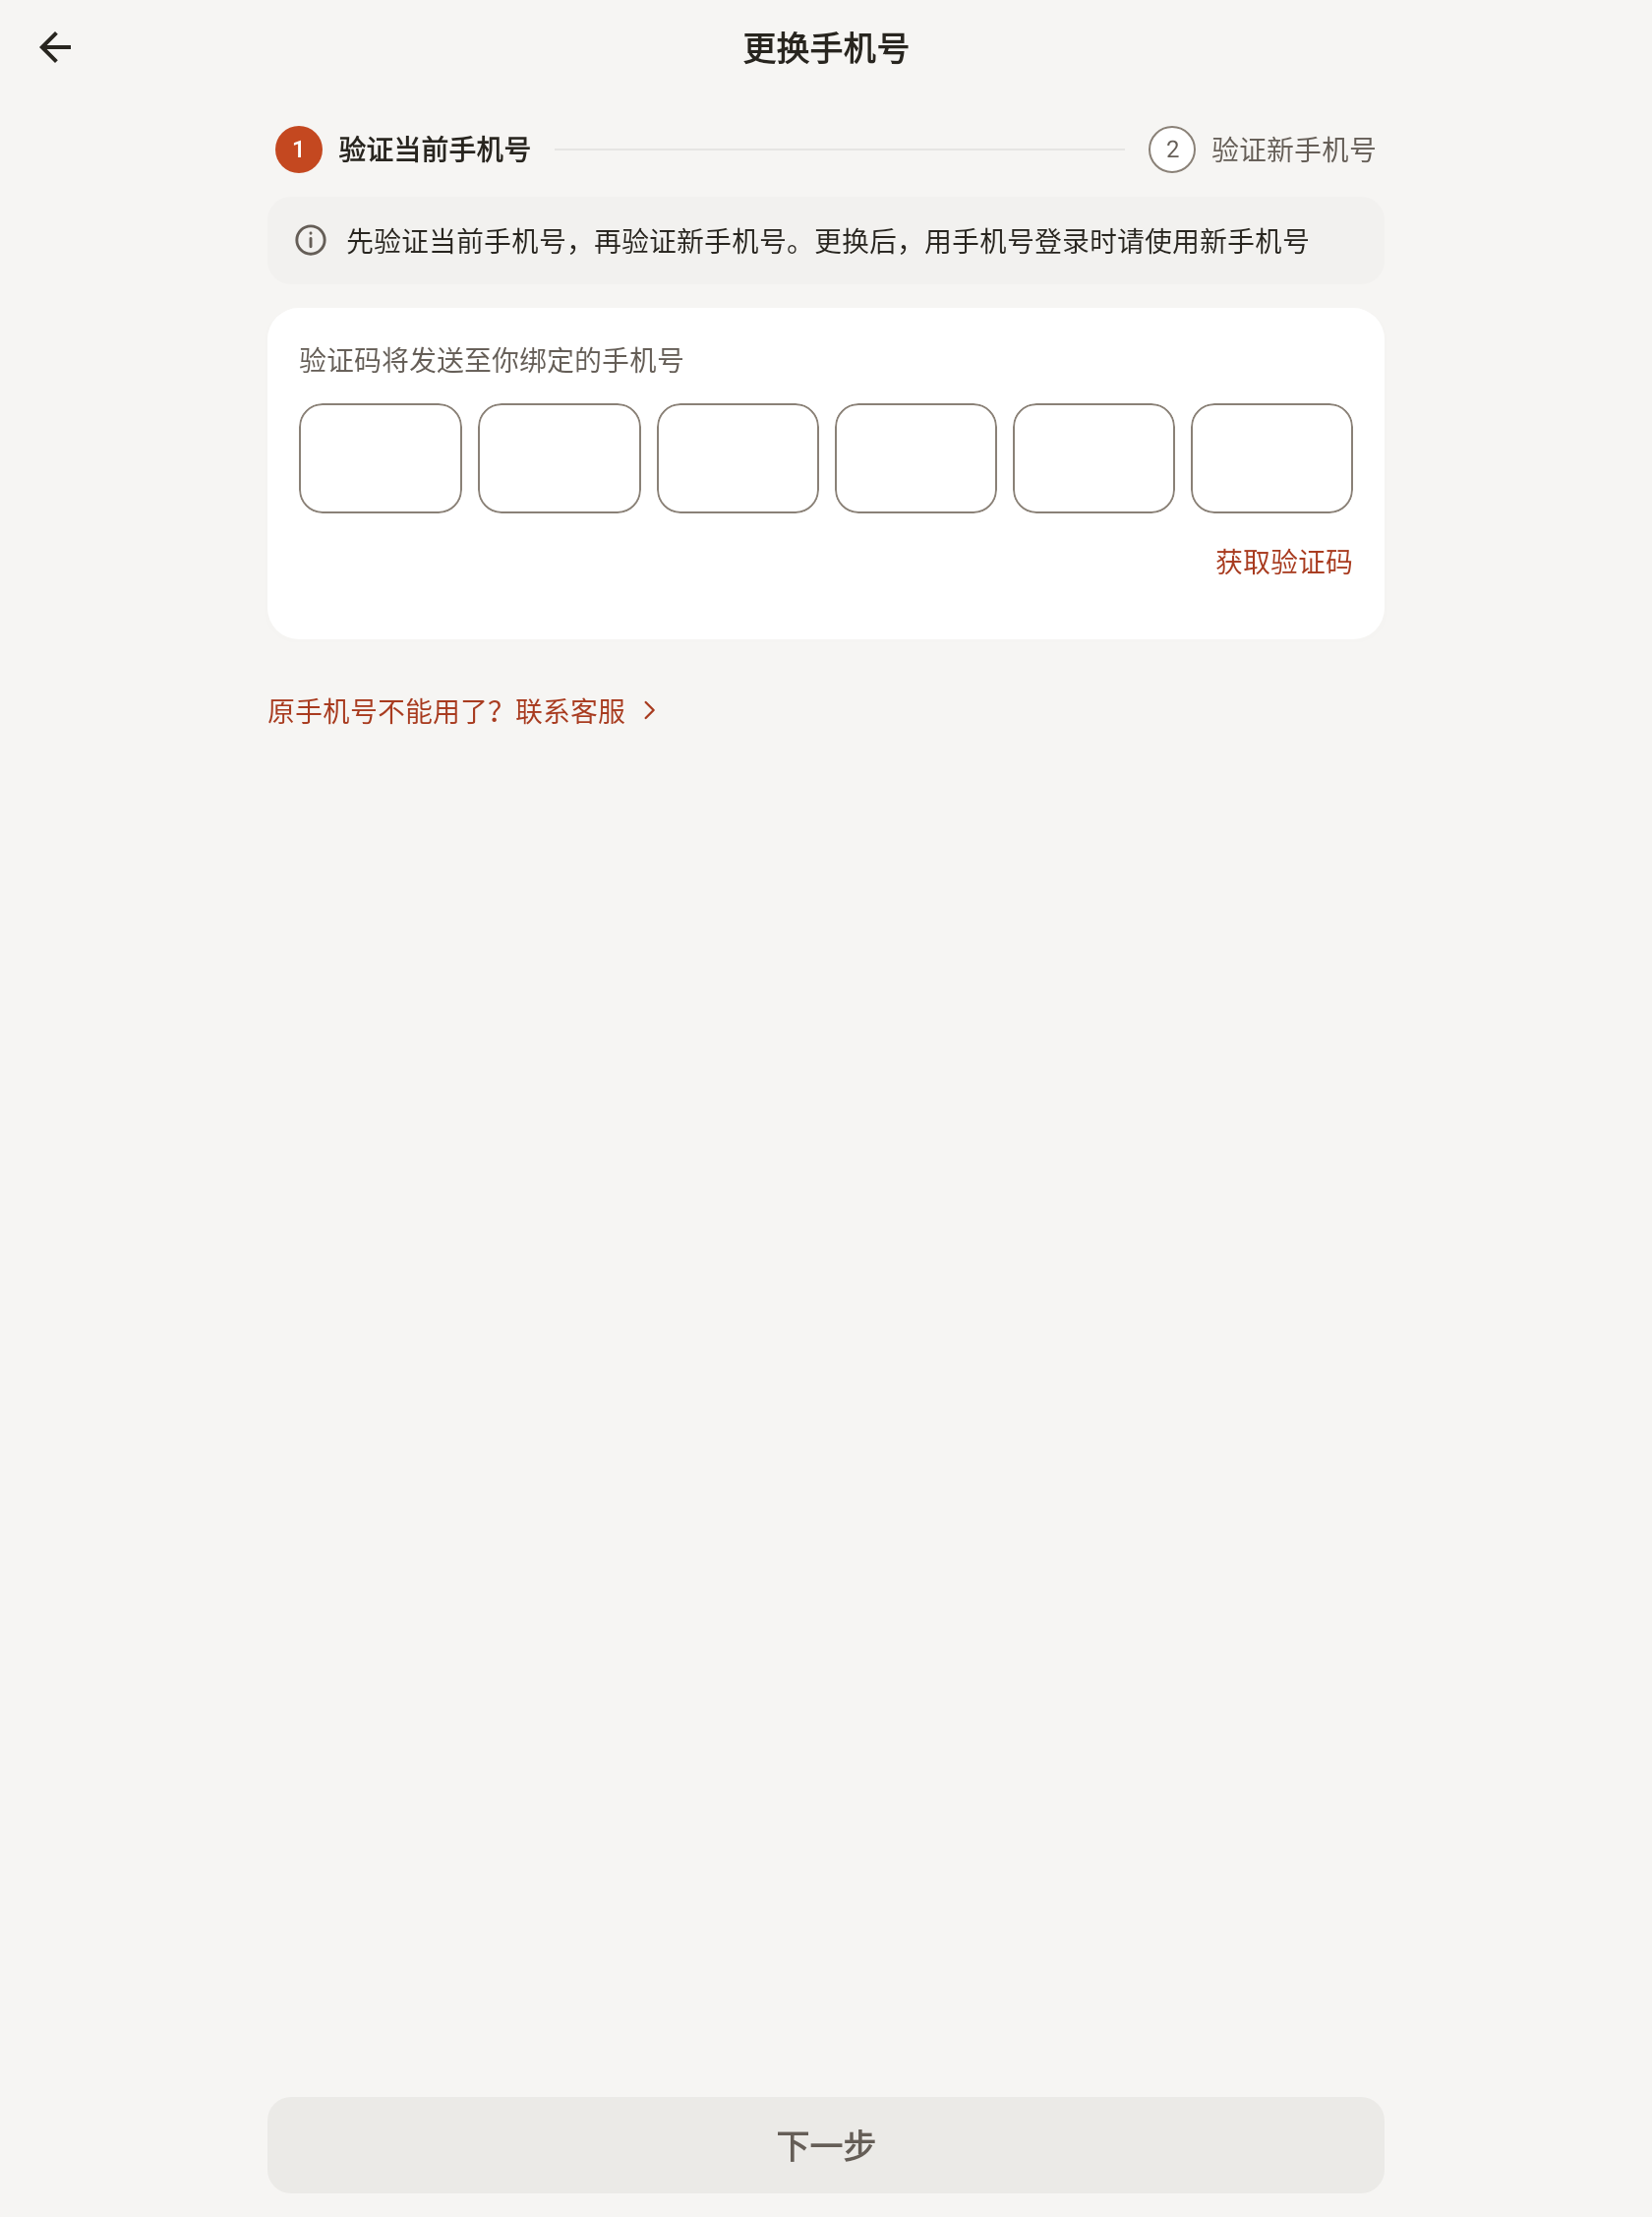 更换手机号
1 验证当前手机号
2 验证新手机号
先验证当前手机号，再验证新手机号。更换后，用手机号登录时请使用新手机号
验证码将发送至你绑定的手机号
获取验证码
原手机号不能用了？联系客服
下一步